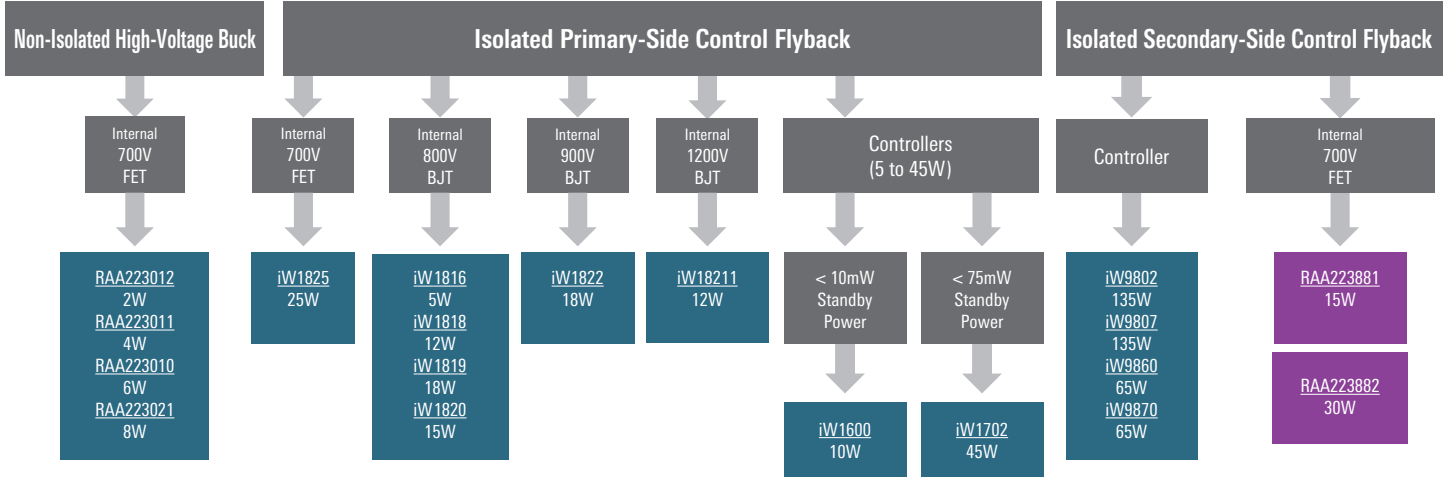 Non-Isolated High-Voltage Buck
Isolated Primary-Side Control Flyback
Isolated Secondary-Side Control Flyback
Internal
700V
FET
Internal
700V
FET
Internal
800V
BJT
Internal
900V
BJT
Internal
1200V
BJT
Controllers
(5 to 45W)
Controller
Internal
700V
FET
RAA223012
2W
RAA223011
4W
RAA223010
6W
RAA223021
8W
iW1825
25W
iW1816
5W
iW1818
12W
iW1819
18W
iW1820
15W
iW1822
18W
iW18211
12W
< 10mW
Standby
Power
< 75mW
Standby
Power
iW1600
10W
iW1702
45W
iW9802
135W
iW9807
135W
iW9860
65W
iW9870
65W
RAA223881
15W
RAA223882
30W